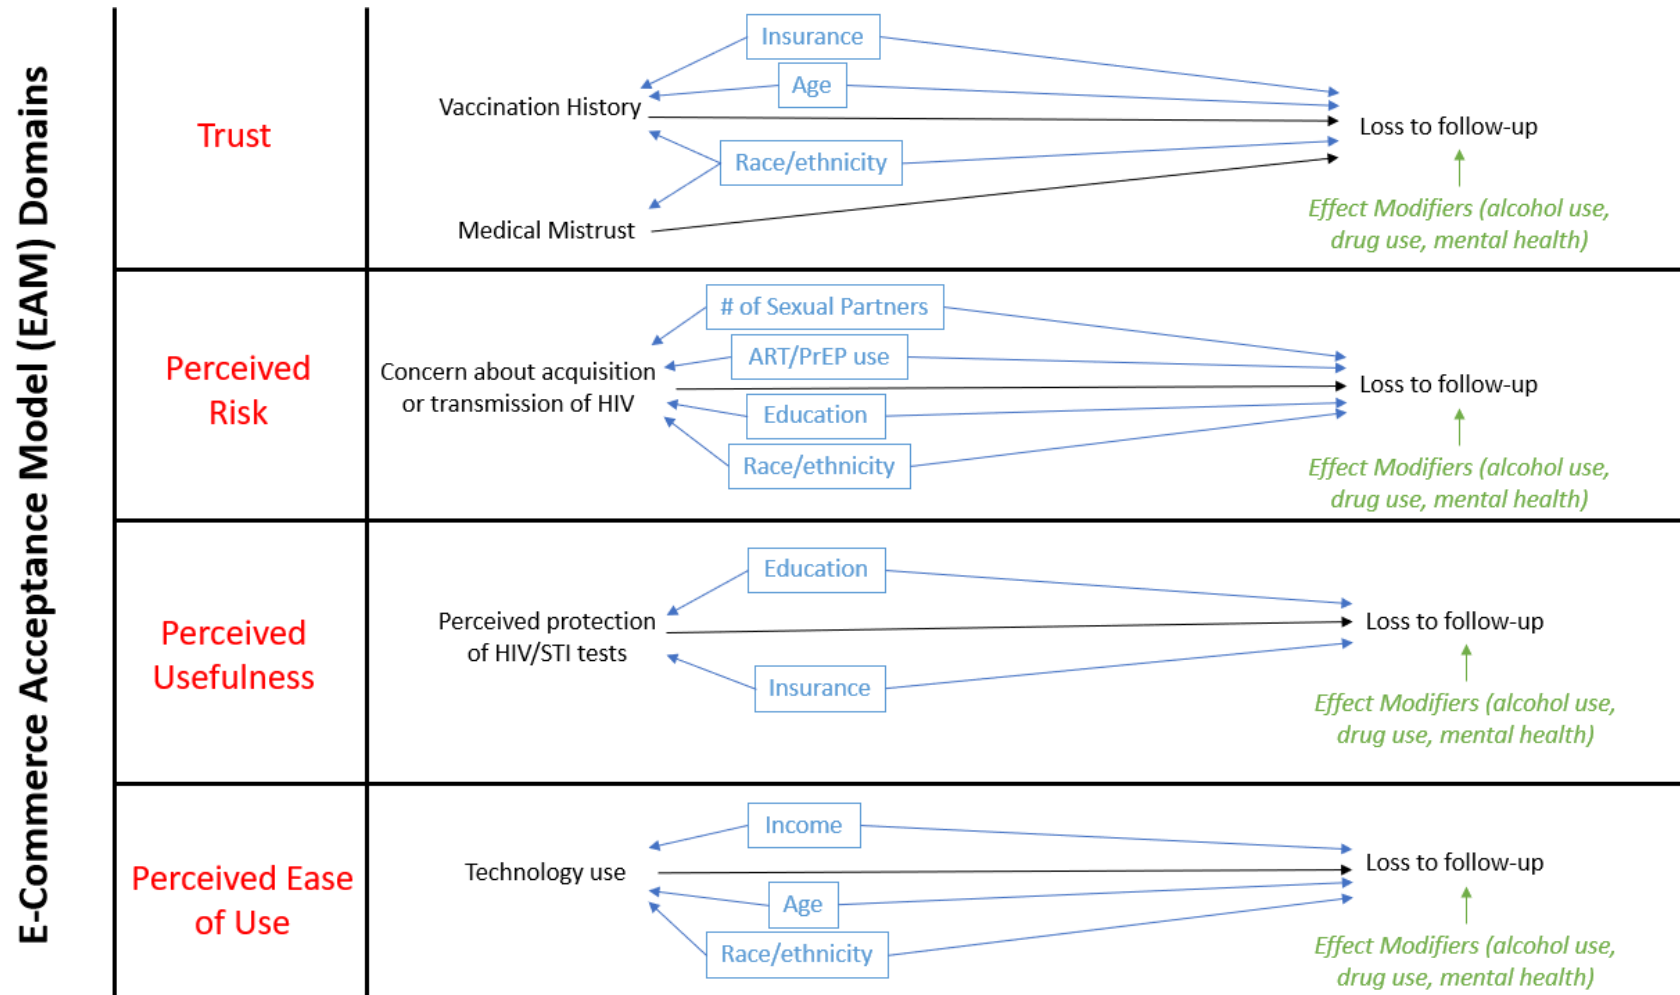 E-Commerce Acceptance Model (EAM) Domains
Trust
Insurance
Age
Vaccination History
Race/ethnicity
Medical Mistrust
Loss to follow-up
Effect Modifiers (alcohol use,
drug use, mental health)
Perceived
Risk
# of Sexual Partners
ART/PrEP use
Concern about acquisition
or transmission of HIV
Education
Race/ethnicity
Loss to follow-up
Effect Modifiers (alcohol use,
drug use, mental health)
Perceived
Usefulness
Education
Perceived protection
of HIV/STI tests
Insurance
Loss to follow-up
Effect Modifiers (alcohol use,
drug use, mental health)
Perceived Ease
of Use
Income
Technology use
Age
Race/ethnicity
Loss to follow-up
Effect Modifiers (alcohol use,
drug use, mental health)